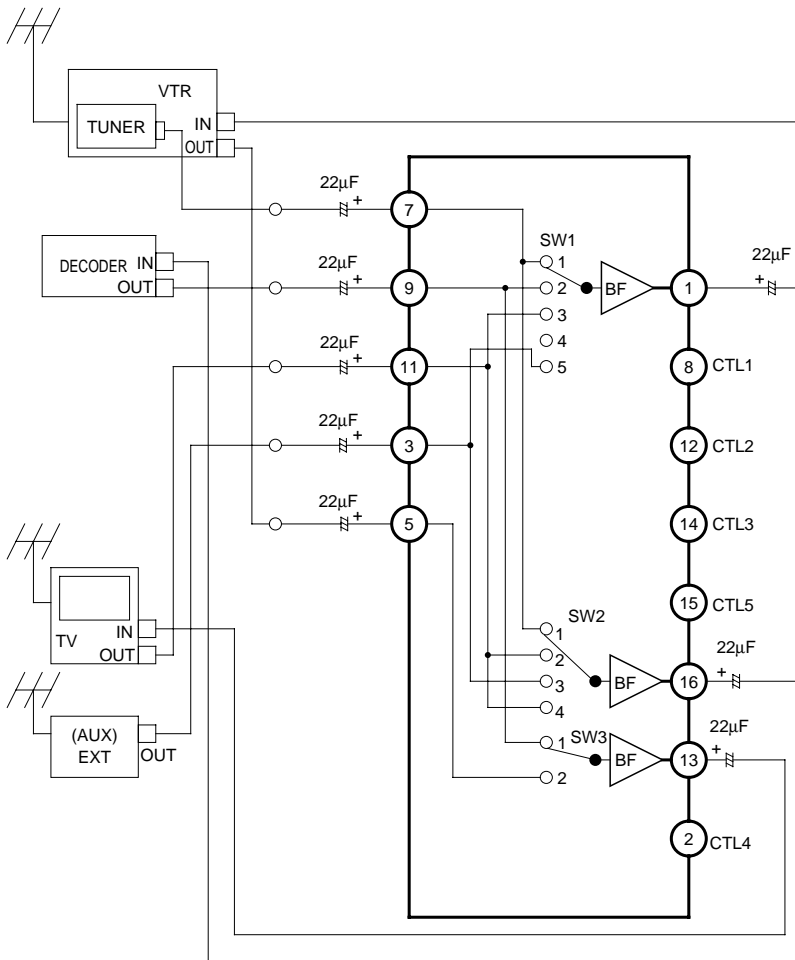 VTR
TUNER
IN
OUT
22μF
+
7
DECODER
IN
OUT
22μF
+
9
SW1
1
2
3
4
5
BF
1
22μF
+
22μF
+
11
8
CTL1
22μF
+
3
12
CTL2
22μF
+
5
14
CTL3
15
CTL5
TV
IN
OUT
SW2
1
2
3
4
BF
16
22μF
+
(AUX)
EXT
OUT
SW3
1
2
BF
13
22μF
+
2
CTL4